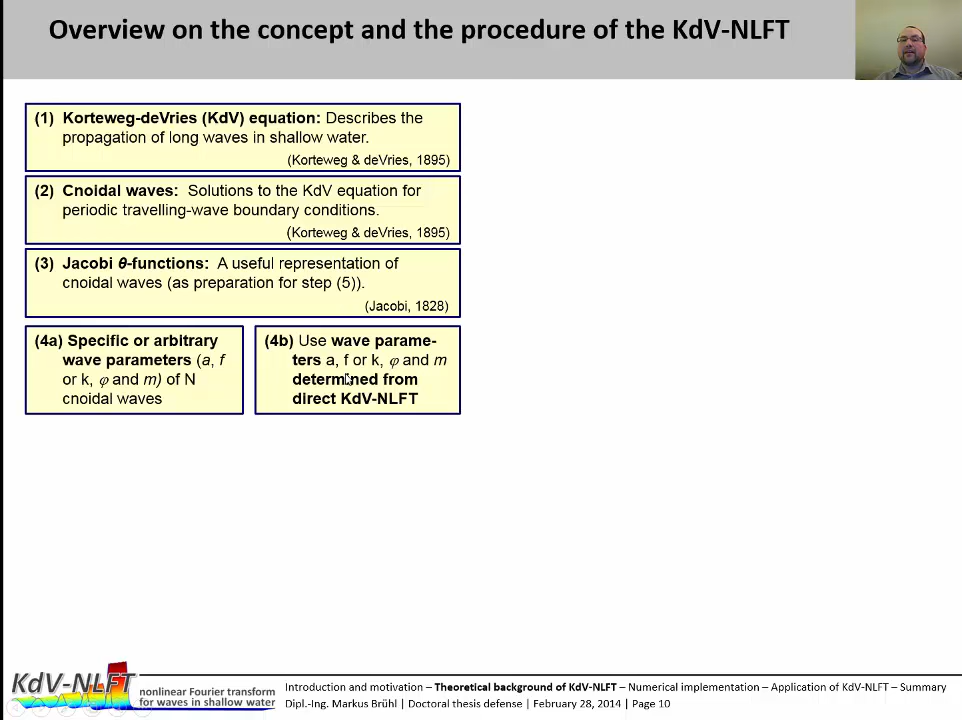 Overview on the concept and the procedure of the KdV-NLFT
(1) Korteweg-deVries (KdV) equation: Describes the
propagation of long waves in shallow water.
(Korteweg & deVries, 1895)
(2) Cnoidal waves: Solutions to the KdV equation for
periodic travelling-wave boundary conditions.
(Korteweg & deVries, 1895)
(3) Jacobi θ-functions: A useful representation of
cnoidal waves (as preparation for step (5)).
(Jacobi, 1828)
(4a) Specific or arbitrary
wave parameters (a, f
or k, φ and m) of N
cnoidal waves
(4b) Use wave parame-
ters a, f or k, φ and m
determined from
direct KdV-NLFT
KdV-NLFT
nonlinear Fourier transform
for waves in shallow water
Introduction and motivation – Theoretical background of KdV-NLFT – Numerical implementation – Application of KdV-NLFT – Summary
Dipl.-Ing. Markus Brühl | Doctoral thesis defense | February 28, 2014 | Page 10